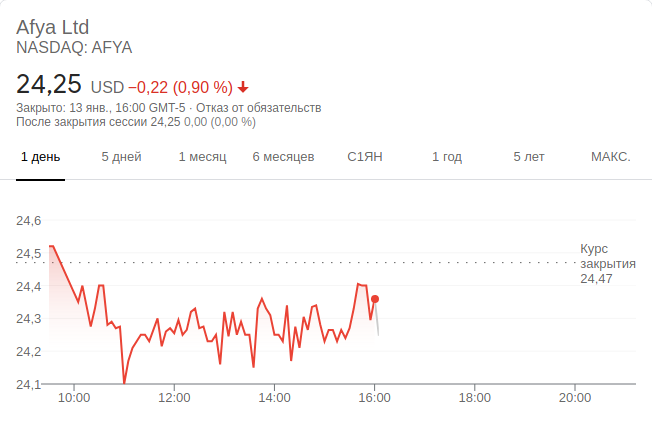 Afya Ltd
NASDAQ: AFYA
24,25 USD −0,22 (0,90 %)
Закрыто: 13 янв., 16:00 GMT-5 · Отказ от обязательств
После закрытия сессии 24,25 0,00 (0,00 %)
1 день 5 дней 1 месяц 6 месяцев С1ЯН 1 год 5 лет МАКС.
24,6
24,5
24,4
24,3
24,2
24,1
Курс
закрытия
24,47
10:00 12:00 14:00 16:00 18:00 20:00